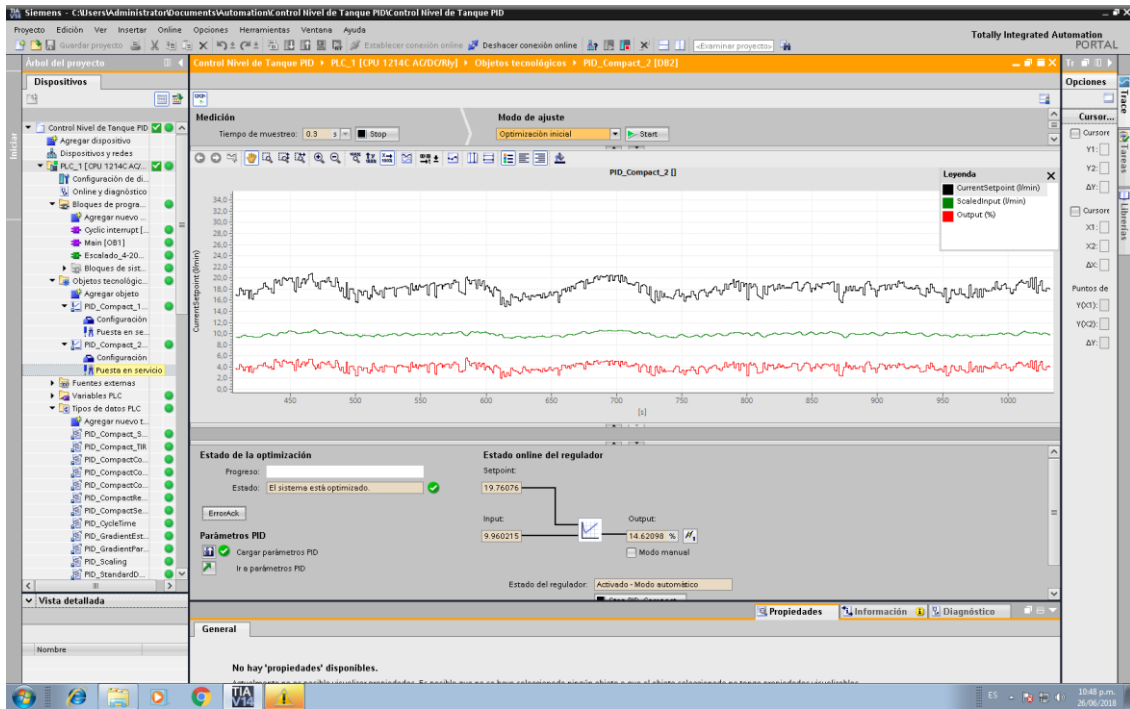 Siemens - C:\Users\Administrator\Documents\Automation\Control Nivel de Tanque PID\Control Nivel de Tanque PID
Proyecto Edición Ver Insertar Online Opciones Herramientas Ventana Ayuda
Totally Integrated Automation
PORTAL
Guardar proyecto Establecer conexión online Deshacer conexión online <Examinar proyecto>
Árbol del proyecto
Control Nivel de Tanque PID PLC_1 [CPU 1214C AC/DC/Rly] Objetos tecnológicos PID_Compact_2 [DB2]
Dispositivos
Iniciar
Control Nivel de Tanque PID
Agregar dispositivo
Dispositivos y redes
PLC_1 [CPU 1214C AC/...
Configuración de di...
Online y diagnóstico
Bloques de progra...
Agregar nuevo ...
Cyclic interrupt [...
Main [OB1]
Escalado_4-20...
Bloques de sist...
Objetos tecnológic...
Agregar objeto
PID_Compact_1...
Configuración
Puesta en se...
PID_Compact_2...
Configuración
Puesta en servicio
Fuentes externas
Variables PLC
Tipos de datos PLC
Agregar nuevo t...
PID_Compact_S...
PID_Compact_TIR
PID_CompactCo...
PID_CompactCo...
PID_CompactCo...
PID_CompactRe...
PID_CompactSe...
PID_CycleTime
PID_GradientEst...
PID_GradientPar...
PID_Scaling
PID_StandardD...
Vista detallada
Nombre
Medición
Tiempo de muestreo: 0.3 s Stop
Modo de ajuste
Optimización inicial Start
PID_Compact_2 []
Leyenda
CurrentSetpoint (l/min)
ScaledInput (l/min)
Output (%)
CurrentSetpoint (l/min)
34.0
32.0
30.0
28.0
26.0
24.0
22.0
20.0
18.0
16.0
14.0
12.0
10.0
8.0
6.0
4.0
2.0
0.0
450 500 550 600 650 700 750 800 850 900 950 1000
[s]
Estado de la optimización
Progreso:
Estado: El sistema está optimizado.
ErrorAck
Parámetros PID
Cargar parámetros PID
Ir a parámetros PID
Estado online del regulador
Setpoint:
19.76076
Input:
9.960215
Output:
14.62098 %
Modo manual
Estado del regulador: Activado - Modo automático
Stop PID_Compact
Propiedades Información Diagnóstico
General
No hay 'propiedades' disponibles.
Opciones
Cursor...
Cursore
Y1:
Y2:
ΔY:
Cursore
X1:
X2:
ΔX:
Puntos de
Y(X1):
Y(X2):
ΔY:
Trace
Tareas
Librerías
TIA
V14
ES
10:48 p.m.
26/06/2018